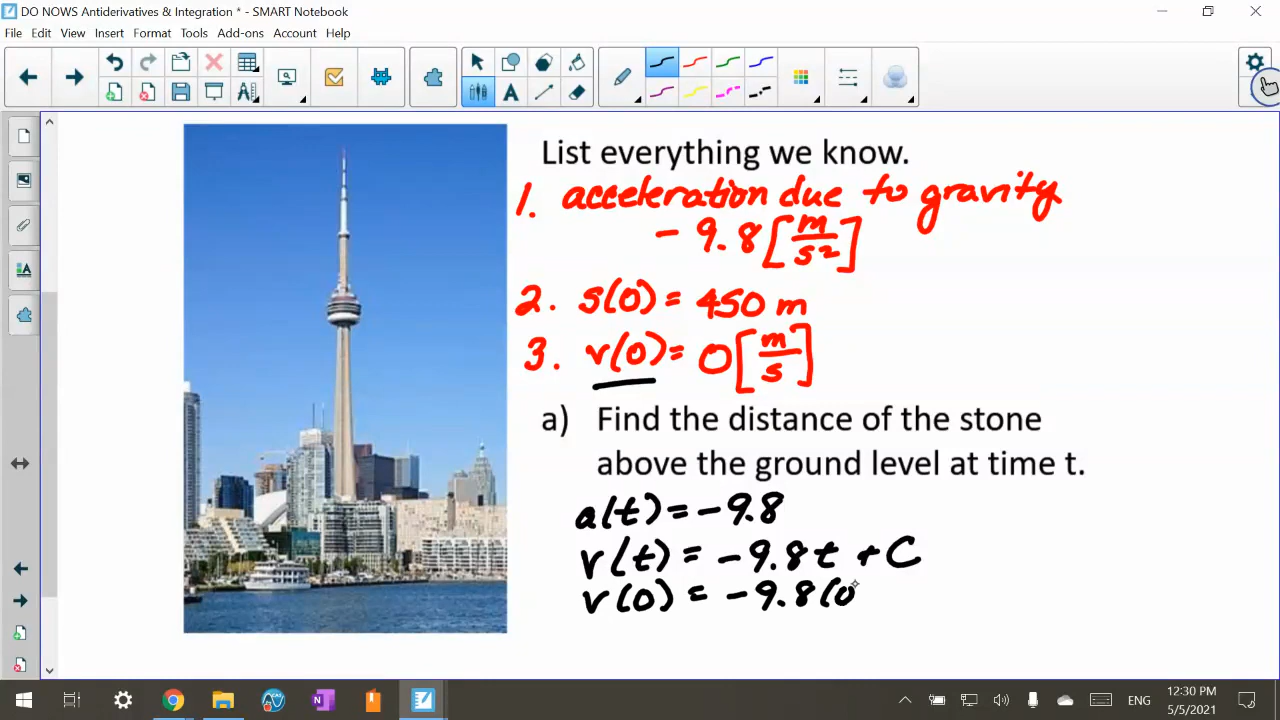 DO NOWS Antiderivatives & Integration * - SMART Notebook
File Edit View Insert Format Tools Add-ons Account Help
List everything we know.
1. acceleration due to gravity
-9.8 [m/s²]
2. s(0) = 450 m
3. v(0) = 0 [m/s]
a) Find the distance of the stone
above the ground level at time t.
a(t) = -9.8
v(t) = -9.8t + C
v(0) = -9.8(0
ENG
12:30 PM
5/5/2021